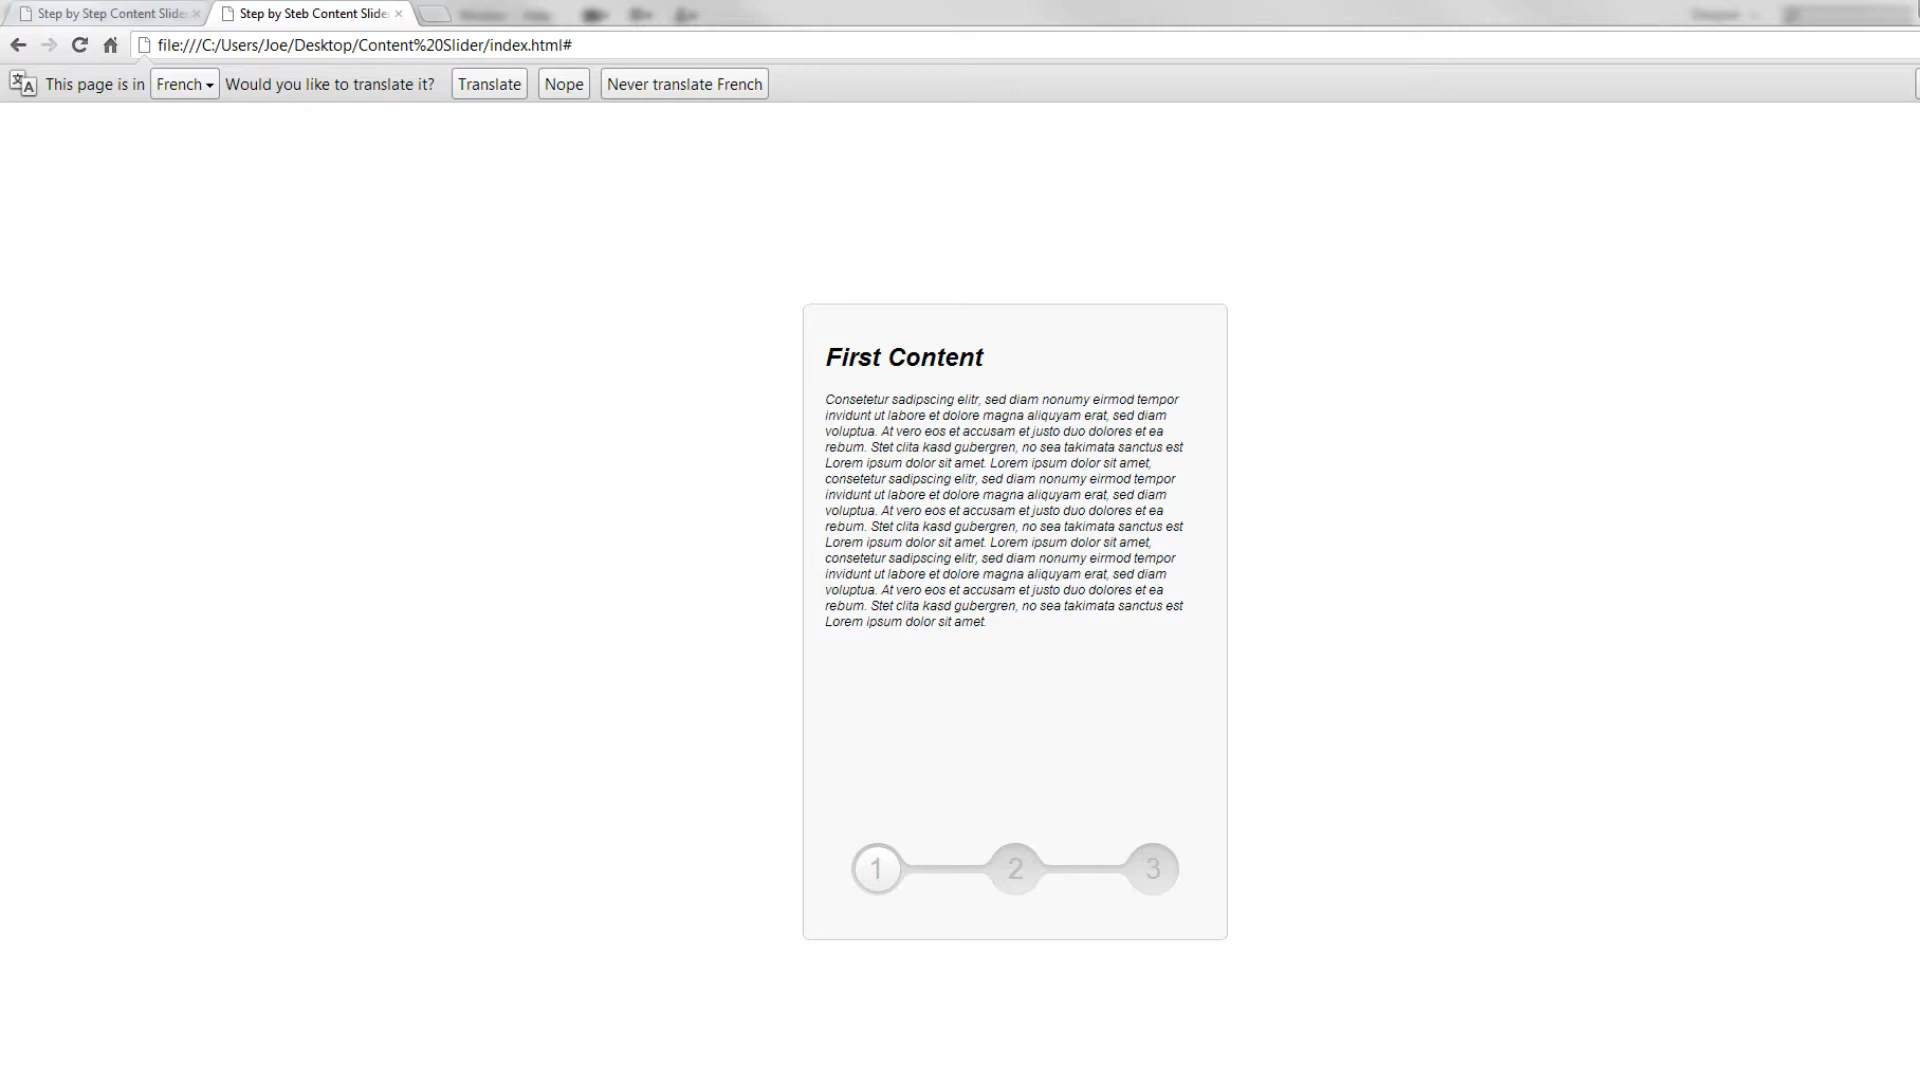 Step by Step Content Slide
Step by Steb Content Slide
file:///C:/Users/Joe/Desktop/Content%20Slider/index.html#
This page is in French Would you like to translate it? Translate Nope Never translate French
First Content
Consetetur sadipscing elitr, sed diam nonumy eirmod tempor
invidunt ut labore et dolore magna aliquyam erat, sed diam
voluptua. At vero eos et accusam et justo duo dolores et ea
rebum. Stet clita kasd gubergren, no sea takimata sanctus est
Lorem ipsum dolor sit amet. Lorem ipsum dolor sit amet,
consetetur sadipscing elitr, sed diam nonumy eirmod tempor
invidunt ut labore et dolore magna aliquyam erat, sed diam
voluptua. At vero eos et accusam et justo duo dolores et ea
rebum. Stet clita kasd gubergren, no sea takimata sanctus est
Lorem ipsum dolor sit amet. Lorem ipsum dolor sit amet,
consetetur sadipscing elitr, sed diam nonumy eirmod tempor
invidunt ut labore et dolore magna aliquyam erat, sed diam
voluptua. At vero eos et accusam et justo duo dolores et ea
rebum. Stet clita kasd gubergren, no sea takimata sanctus est
Lorem ipsum dolor sit amet.
1 2 3